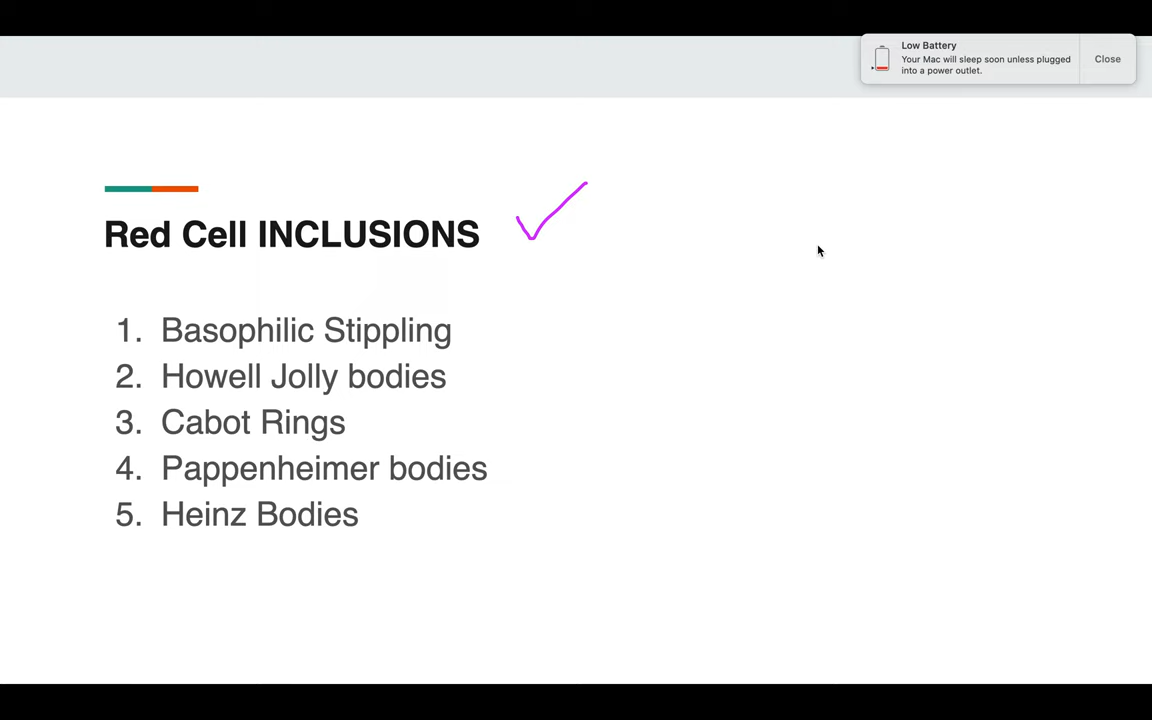 Low Battery
Your Mac will sleep soon unless plugged
into a power outlet.
Close
Red Cell INCLUSIONS
1. Basophilic Stippling
2. Howell Jolly bodies
3. Cabot Rings
4. Pappenheimer bodies
5. Heinz Bodies